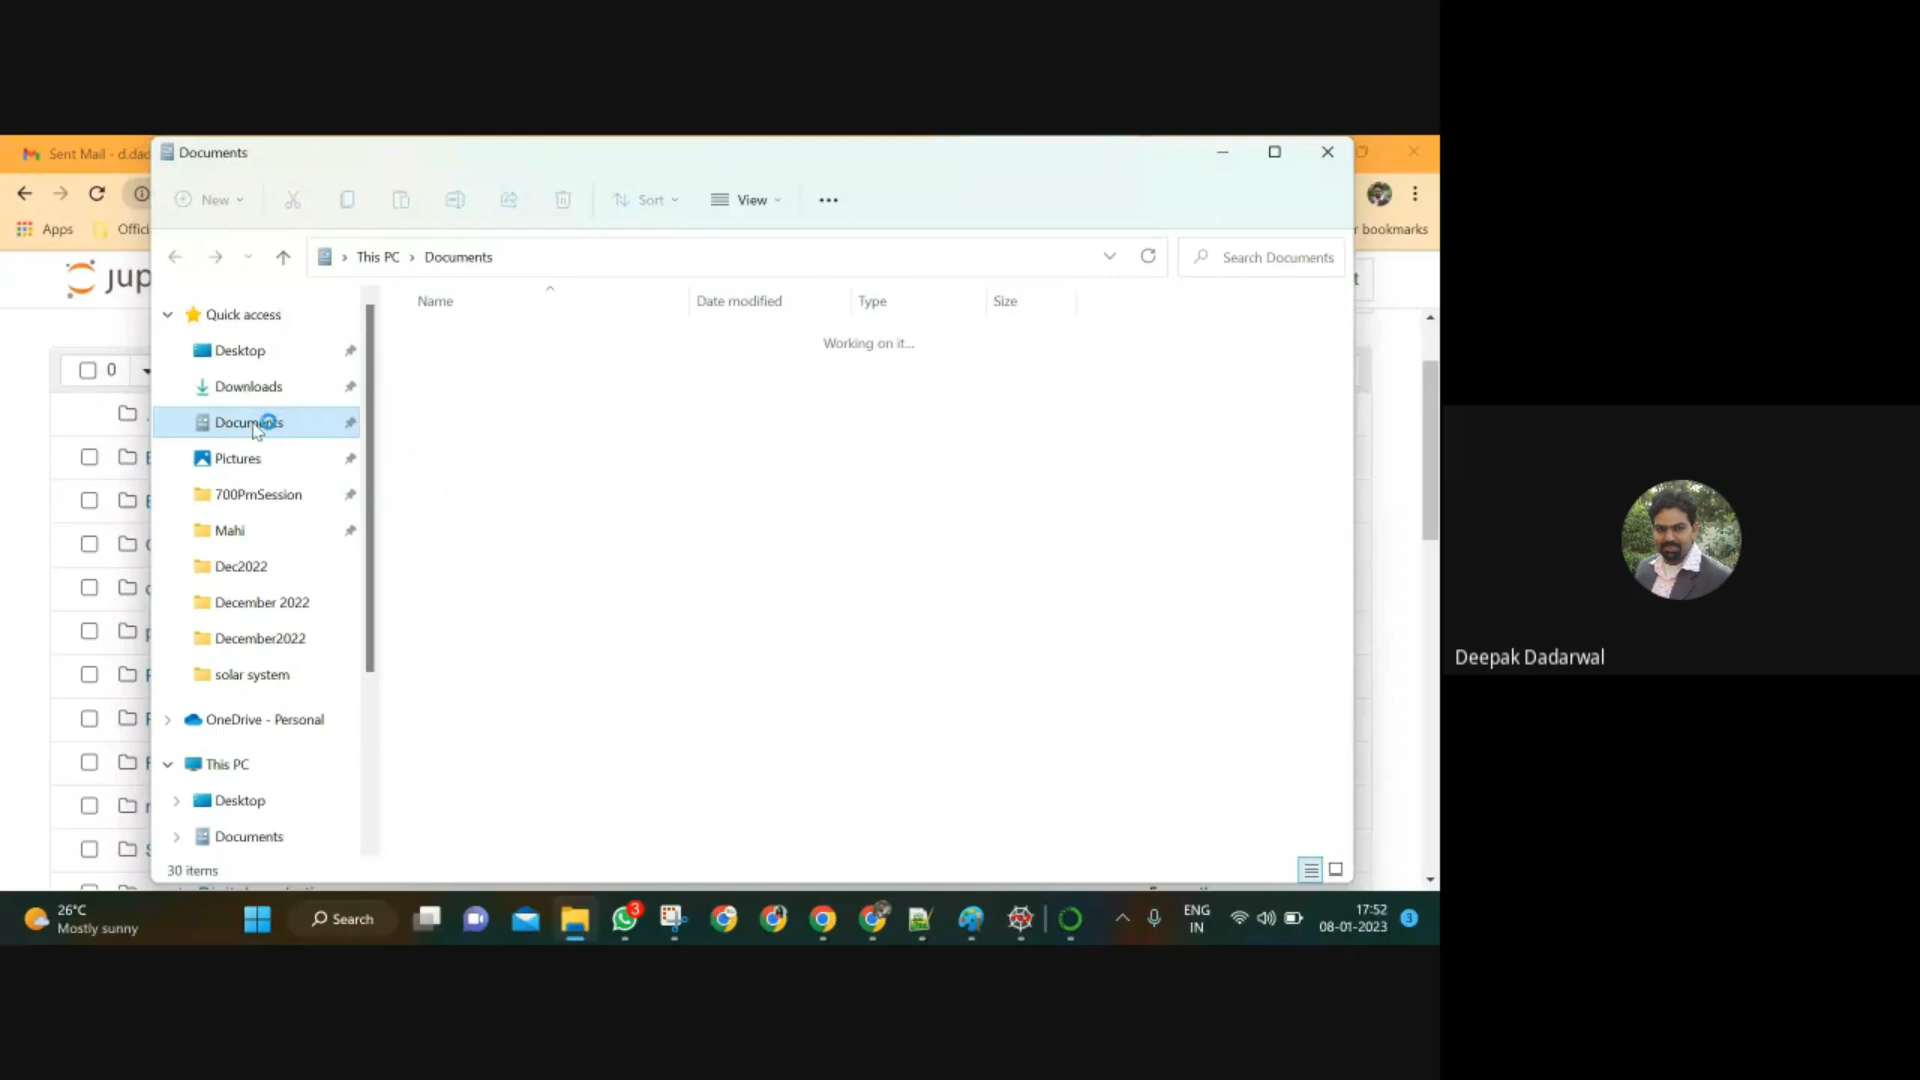 Sent Mail - d.dad
Documents
New
Sort
View
Apps
Offici
r bookmarks
This PC
Documents
Search Documents
jup
Name
Date modified
Type
Size
Quick access
Working on it...
Desktop
0
Downloads
Documents
Pictures
700PmSession
Mahi
Dec2022
December 2022
December2022
solar system
Deepak Dadarwal
OneDrive - Personal
This PC
Desktop
Documents
30 items
26°C
Mostly sunny
Search
3
ENG
IN
17:52
08-01-2023
3